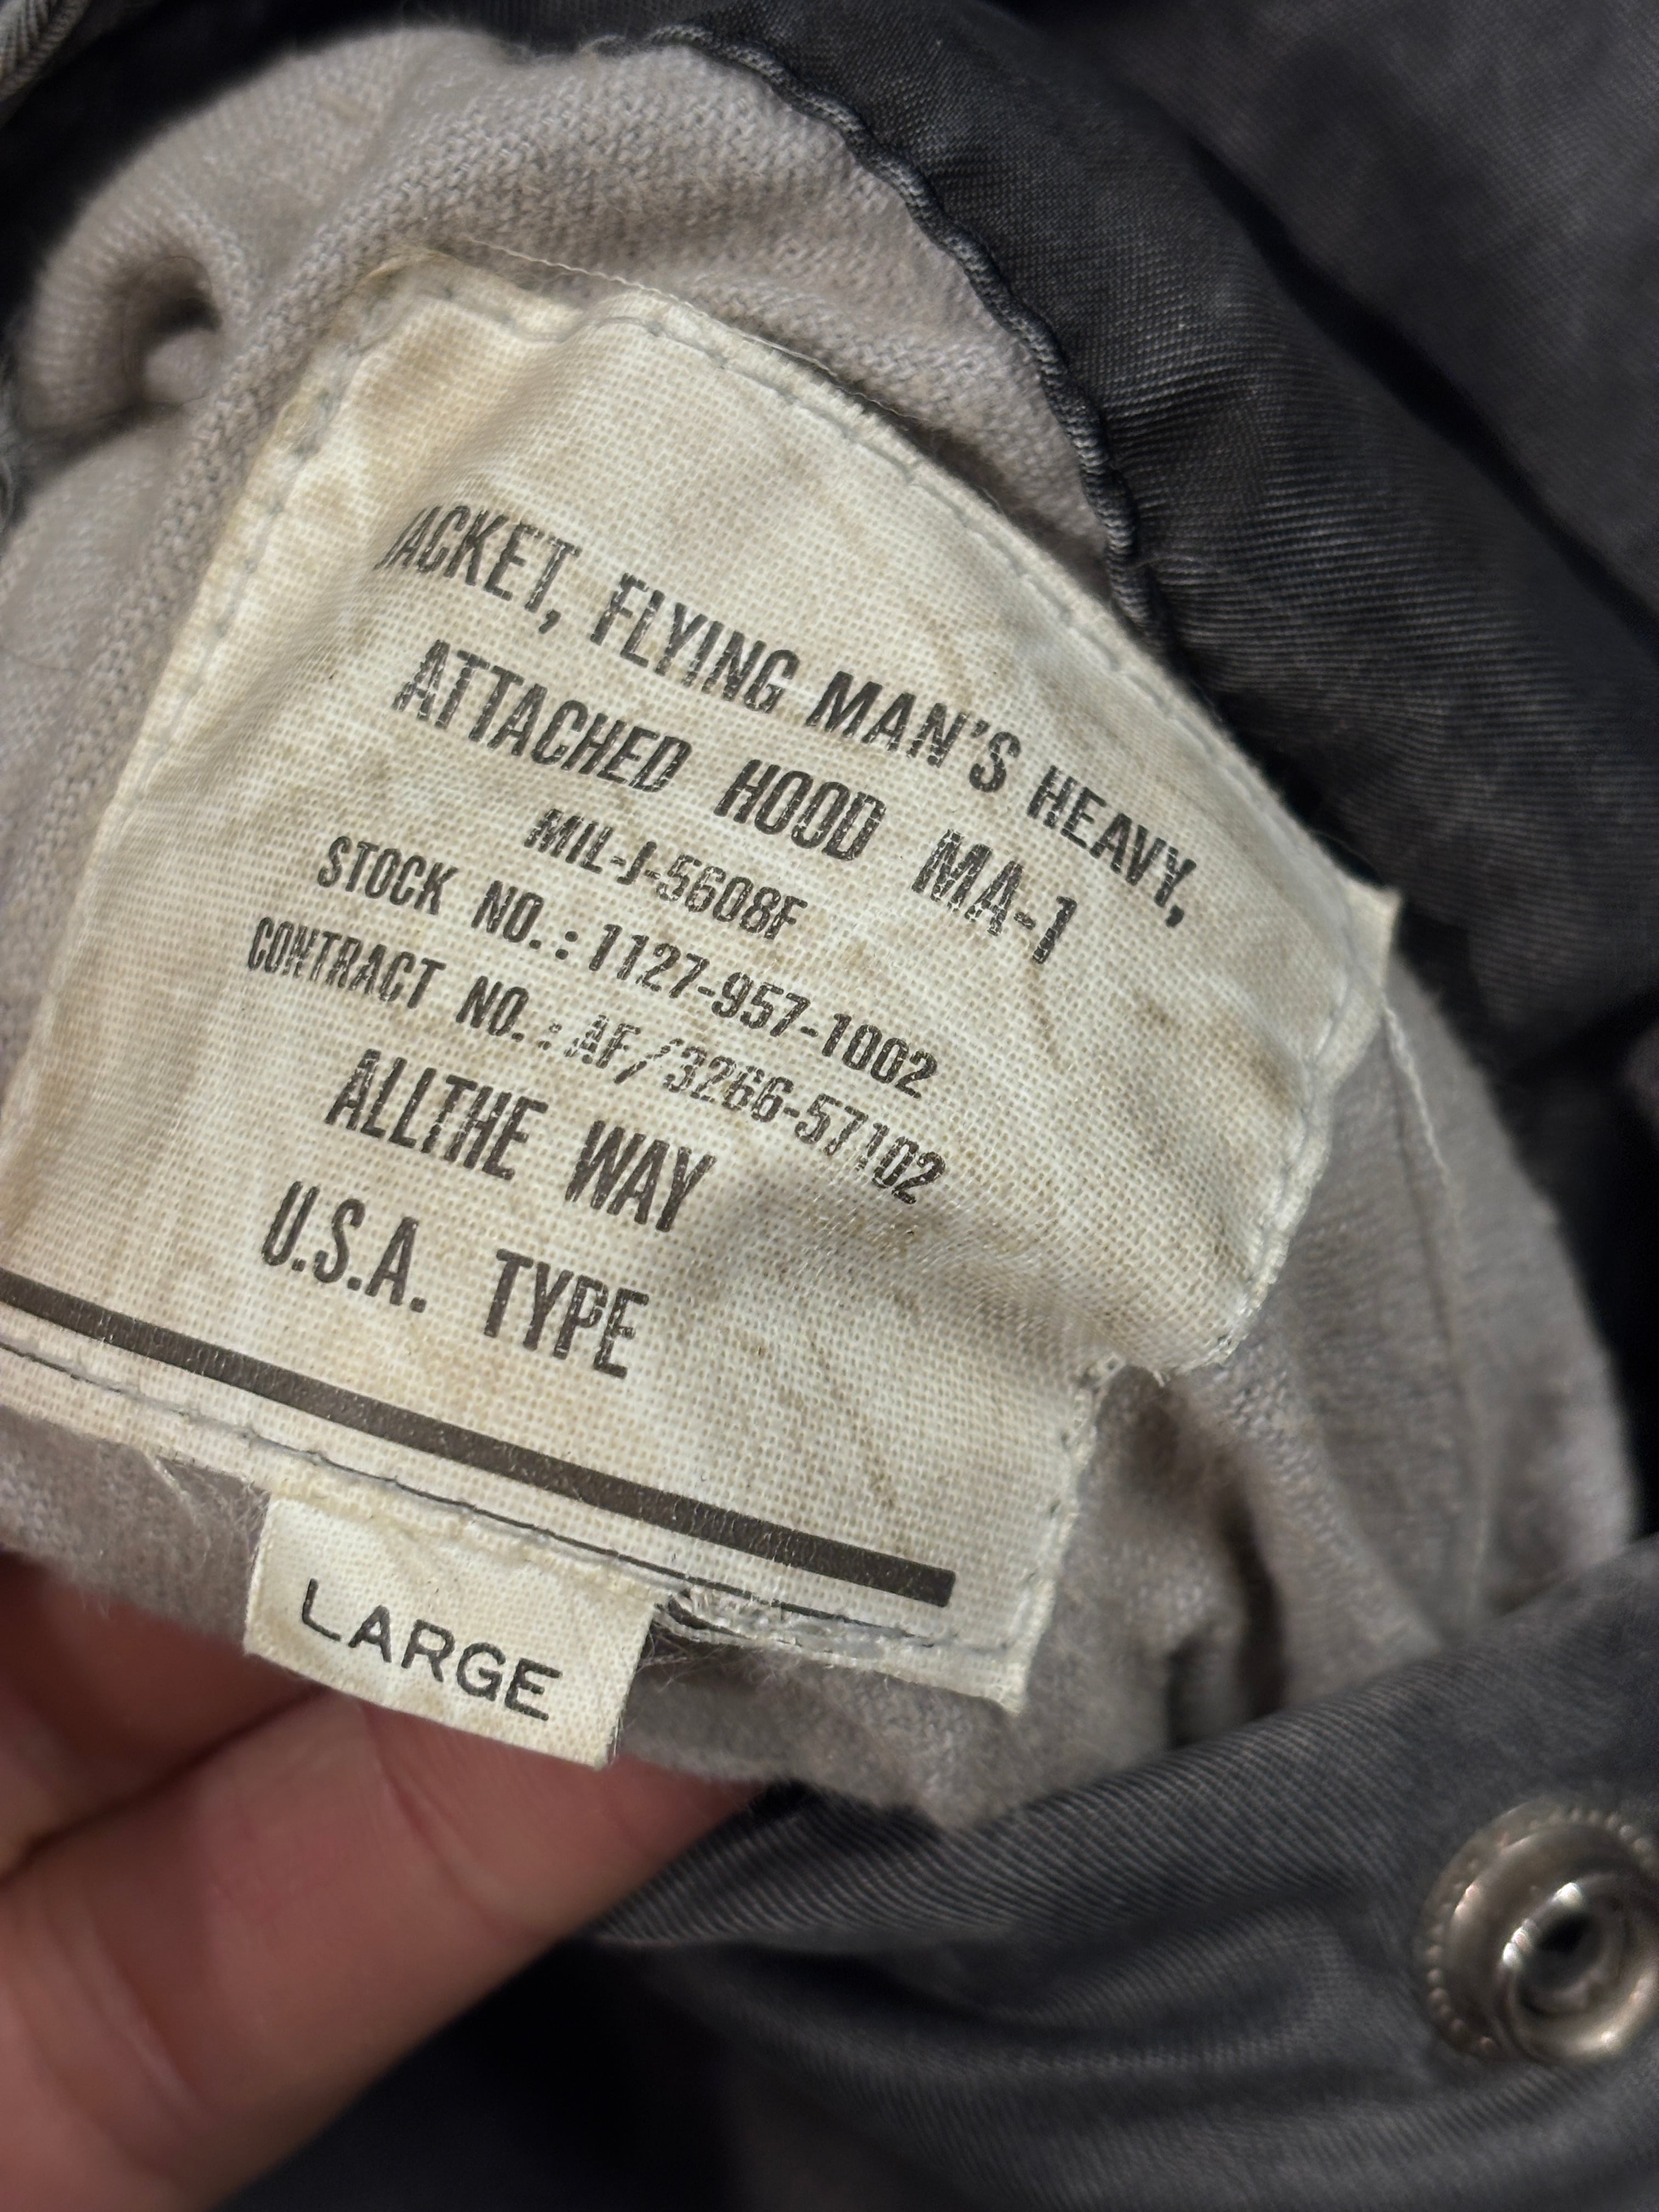 JACKET, FLYING MAN'S HEAVY,
ATTACHED HOOD MA-1
MIL-J-5608F
STOCK NO.: 1127-957-1002
CONTRACT NO.: AF/3266-57102
ALLTHE WAY
U.S.A. TYPE
LARGE